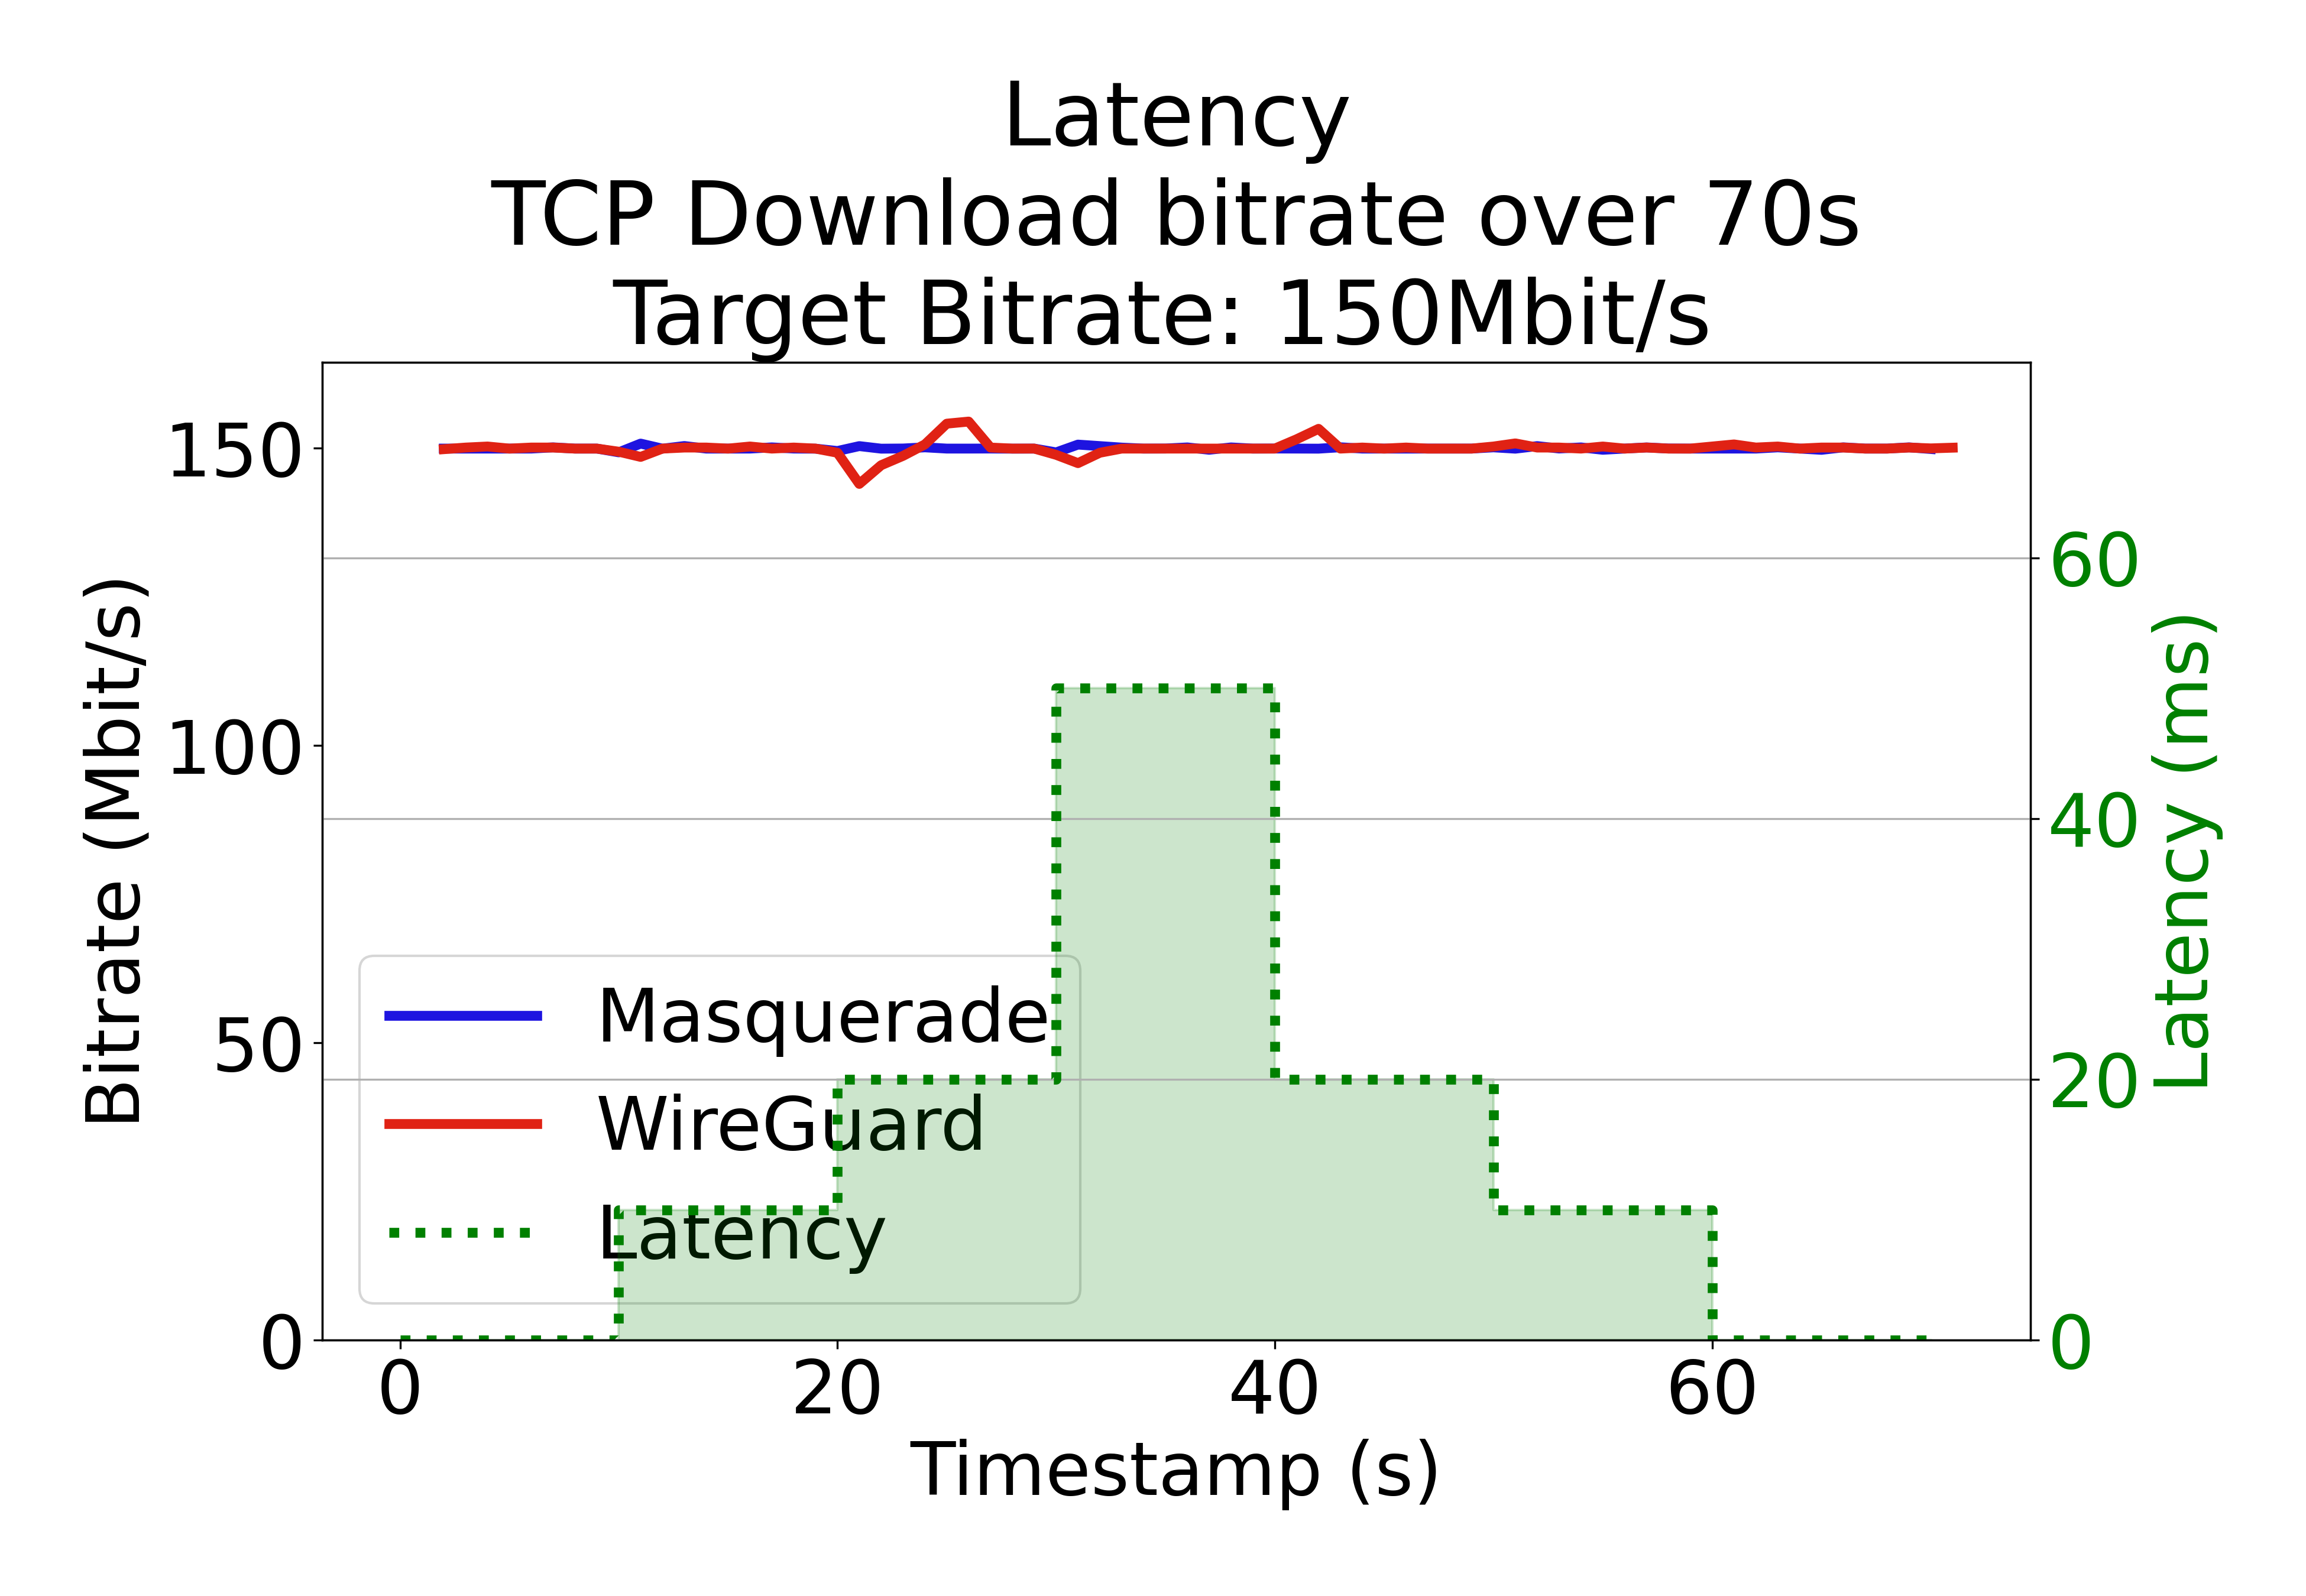 Latency
TCP Download bitrate over 70s
Target Bitrate: 150Mbit/s
Bitrate (Mbit/s)
150
100
50
0
Masquerade
WireGuard
Latency
60
40
20
0
Latency (ms)
0 20 40 60
Timestamp (s)